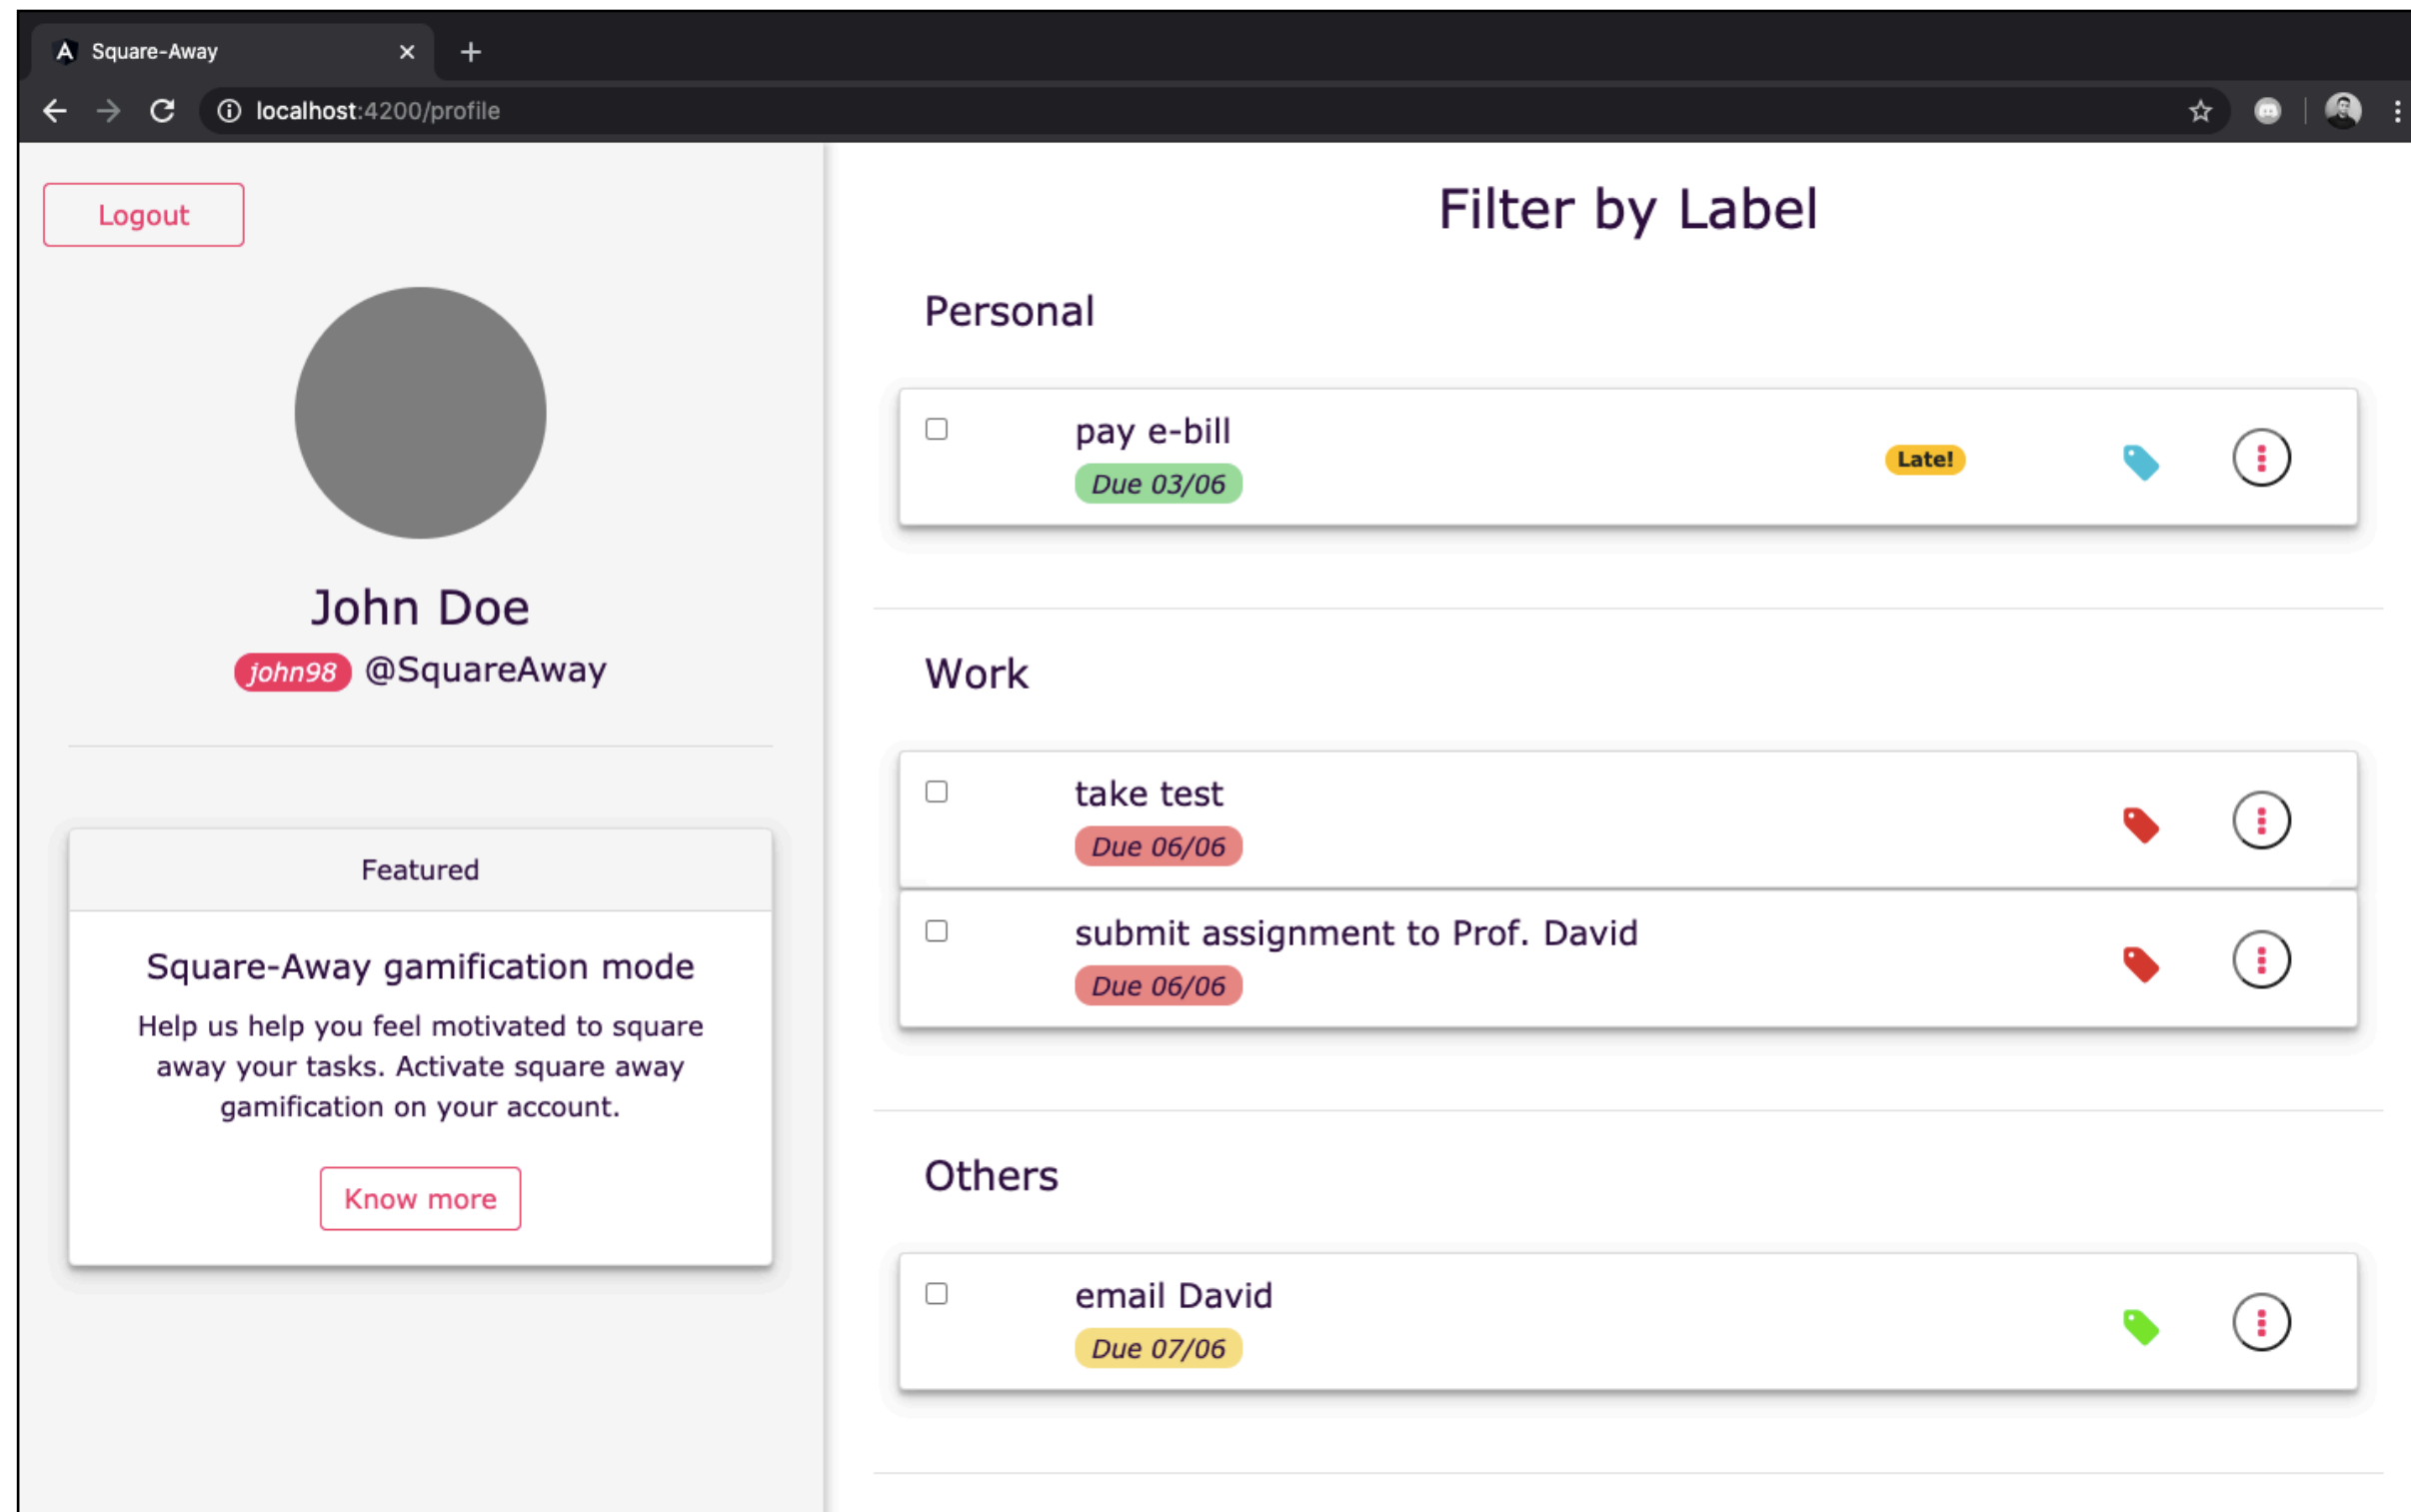 Square-Away
localhost:4200/profile
Logout
John Doe
john98 @SquareAway
Featured
Square-Away gamification mode
Help us help you feel motivated to square
away your tasks. Activate square away
gamification on your account.
Know more
Filter by Label
Personal
pay e-bill
Due 03/06
Late!
Work
take test
Due 06/06
submit assignment to Prof. David
Due 06/06
Others
email David
Due 07/06